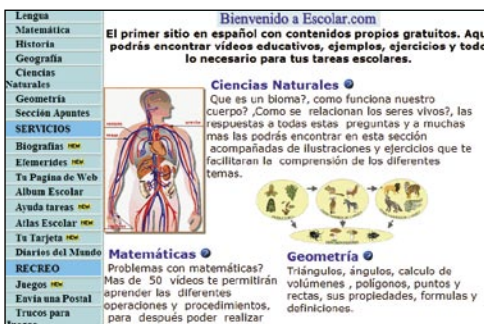 Lengua
Matemática
Historia
Geografía
Ciencias
Naturales
Geometría
Sección Apuntes
SERVICIOS
Biografías NEW
Efemerides NEW
Tu Pagina de Web
Album Escolar
Ayuda tareas NEW
Atlas Escolar NEW
Tu Tarjeta NEW
Diarios del Mundo
RECREO
Juegos NEW
Envía una Postal
Trucos para
Bienvenido a Escolar.com
El primer sitio en español con contenidos propios gratuitos. Aqu
podrás encontrar vídeos educativos, ejemplos, ejercicios y todo
lo necesario para tus tareas escolares.
Ciencias Naturales
Que es un bioma?, como funciona nuestro
cuerpo? ,Como se relacionan los seres vivos?, las
respuestas a todas estas preguntas y a muchas
mas las podrás encontrar en esta sección
acompañadas de ilustraciones y ejercicios que te
facilitaran la comprensión de los diferentes
temas.
Matemáticas
Problemas con matemáticas?
Mas de 50 vídeos te permitirán
aprender las diferentes
operaciones y procedimientos,
para después poder realizar
Geometría
Triángulos, ángulos, calculo de
volúmenes , polígonos, puntos y
rectas, sus propiedades, formulas y
definiciones.